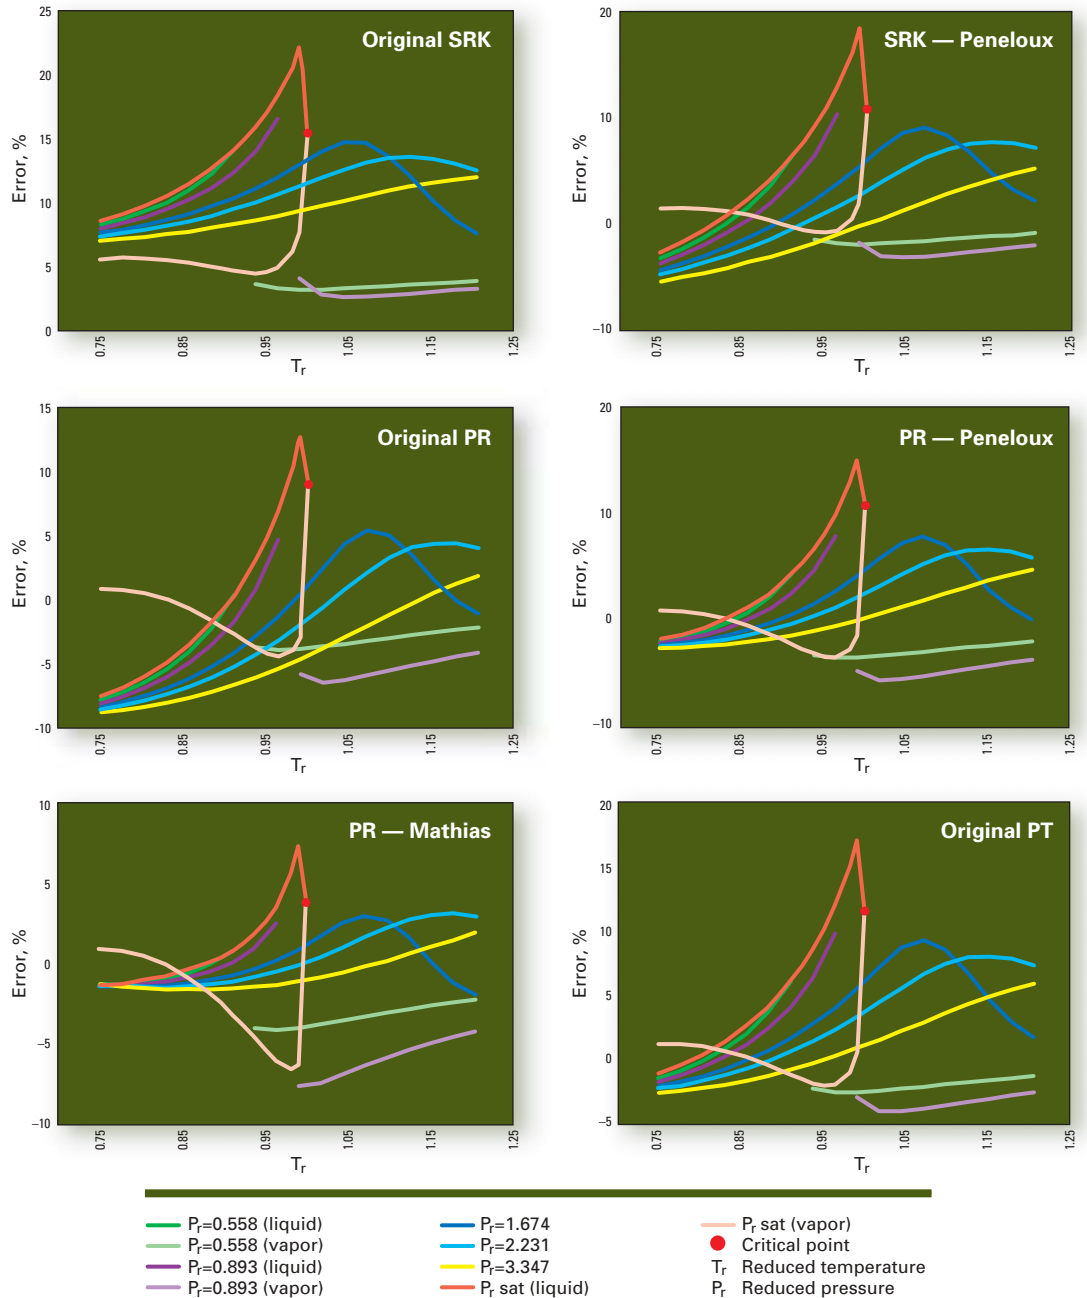 Original SRK
25
20
15
10
5
0
Error, %
0.75
0.85
0.95
1.05
1.15
1.25
Tr
SRK — Peneloux
20
10
0
–10
Error, %
0.75
0.85
0.95
1.05
1.15
1.25
Tr
Original PR
15
10
5
0
-5
-10
Error, %
0.75
0.85
0.95
1.05
1.15
1.25
Tr
PR — Peneloux
20
10
0
–10
Error, %
0.75
0.85
0.95
1.05
1.15
1.25
Tr
PR — Mathias
10
5
0
–5
–10
Error, %
0.75
0.85
0.95
1.05
1.15
1.25
Tr
Original PT
20
15
10
5
0
–5
Error, %
0.75
0.85
0.95
1.05
1.15
1.25
Tr
Pr=0.558 (liquid)
Pr=0.558 (vapor)
Pr=0.893 (liquid)
Pr=0.893 (vapor)
Pr=1.674
Pr=2.231
Pr=3.347
Pr sat (liquid)
Pr sat (vapor)
Critical point
Tr Reduced temperature
Pr Reduced pressure